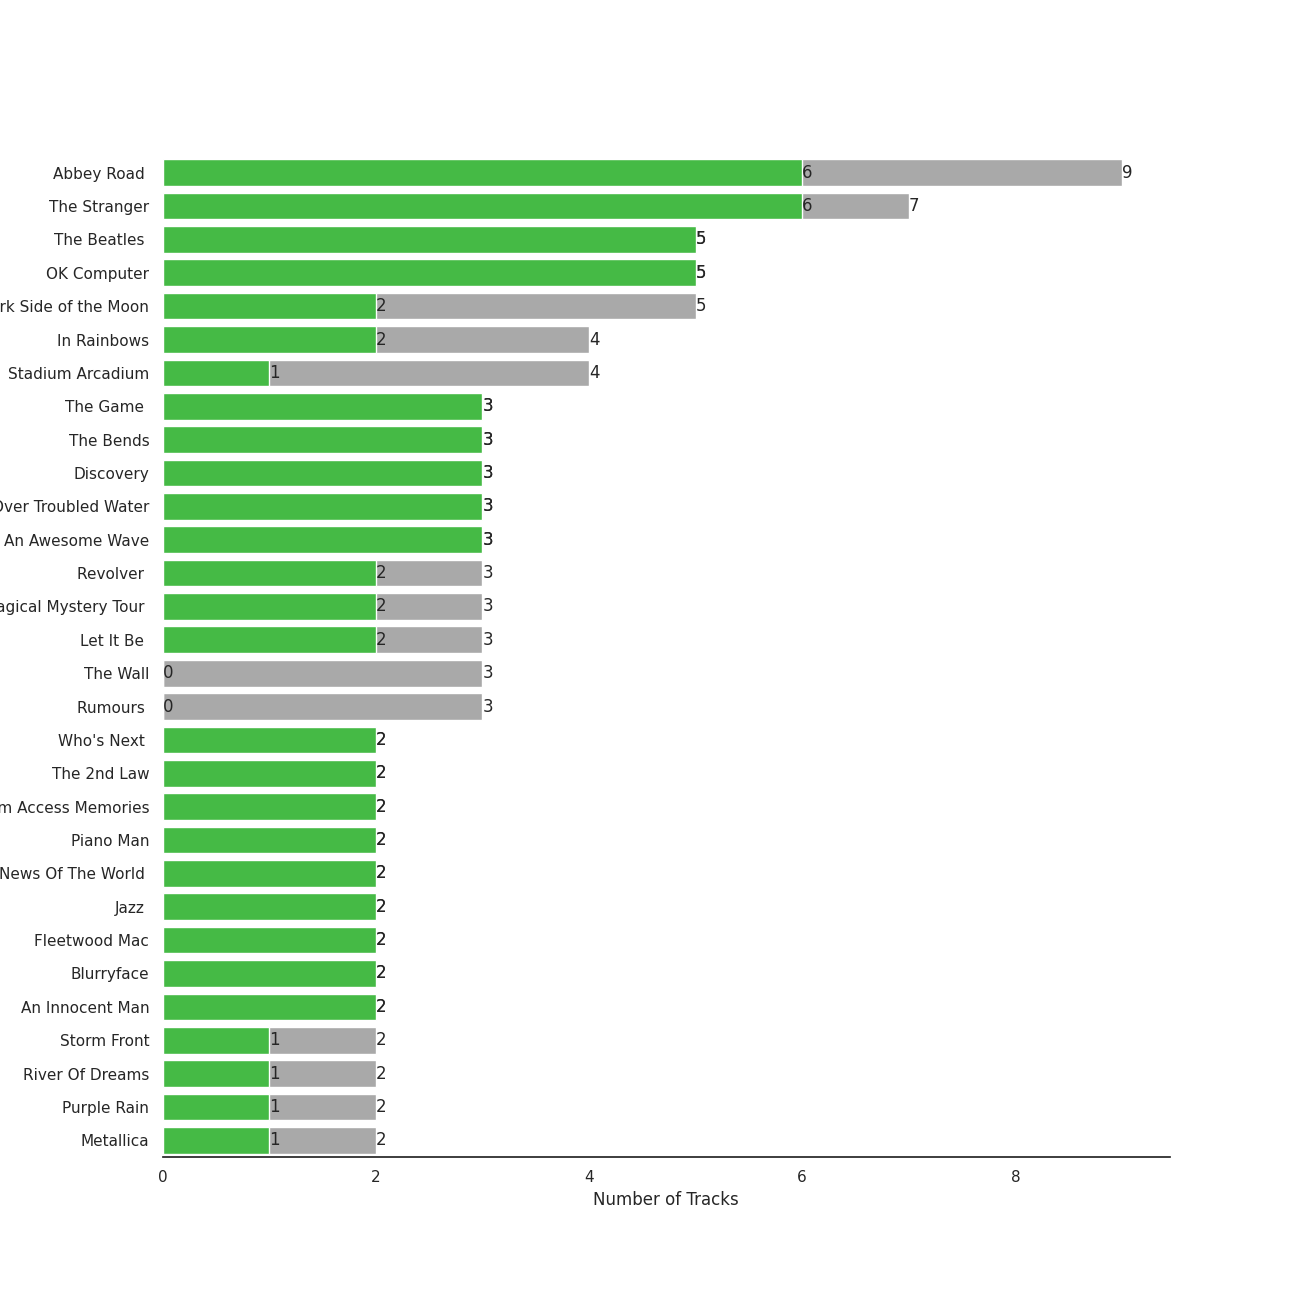 Abbey Road 6 9
The Stranger 6 7
The Beatles 5
OK Computer 5
Side of the Moon 2 5
In Rainbows 2 4
Stadium Arcadium 1 4
The Game 3
The Bends 3
Discovery 3
Over Troubled Water 3
An Awesome Wave 3
Revolver 2 3
Mystery Tour 2 3
Let It Be 2 3
The Wall 0 3
Rumours 0 3
Who's Next 2
The 2nd Law 2
Access Memories 2
Piano Man 2
News Of The World 2
Jazz 2
Fleetwood Mac 2
Blurryface 2
An Innocent Man 2
Storm Front 1 2
River Of Dreams 1 2
Purple Rain 1 2
Metallica 1 2
0 2 4 6 8
Number of Tracks